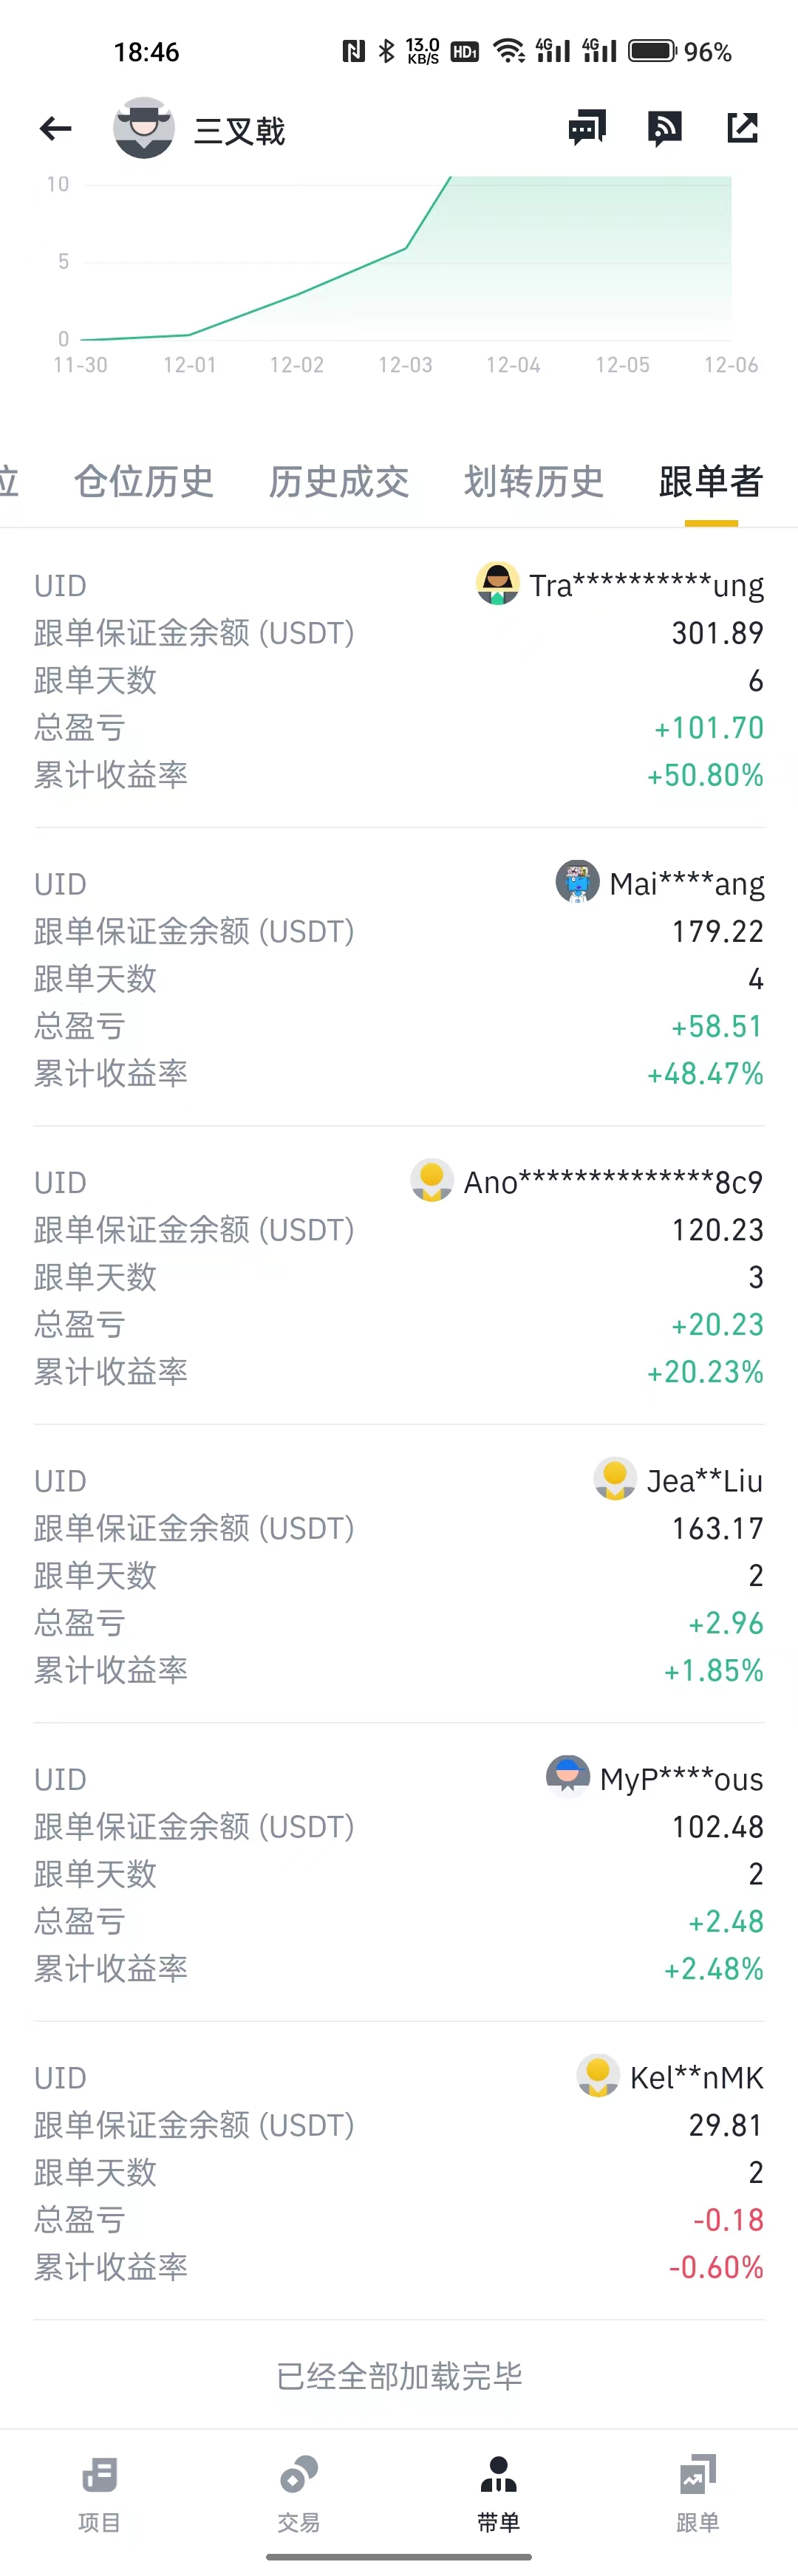 18:46 13.0 KB/S HD1 4G 4G 96%
三叉戟
10
5
0
11-30 12-01 12-02 12-03 12-04 12-05 12-06
位 仓位历史 历史成交 划转历史 跟单者
UID Tra**********ung
跟单保证金余额 (USDT) 301.89
跟单天数 6
总盈亏 +101.70
累计收益率 +50.80%
UID Mai****ang
跟单保证金余额 (USDT) 179.22
跟单天数 4
总盈亏 +58.51
累计收益率 +48.47%
UID Ano**************8c9
跟单保证金余额 (USDT) 120.23
跟单天数 3
总盈亏 +20.23
累计收益率 +20.23%
UID Jea**Liu
跟单保证金余额 (USDT) 163.17
跟单天数 2
总盈亏 +2.96
累计收益率 +1.85%
UID MyP****ous
跟单保证金余额 (USDT) 102.48
跟单天数 2
总盈亏 +2.48
累计收益率 +2.48%
UID Kel**nMK
跟单保证金余额 (USDT) 29.81
跟单天数 2
总盈亏 -0.18
累计收益率 -0.60%
已经全部加载完毕
项目 交易 带单 跟单